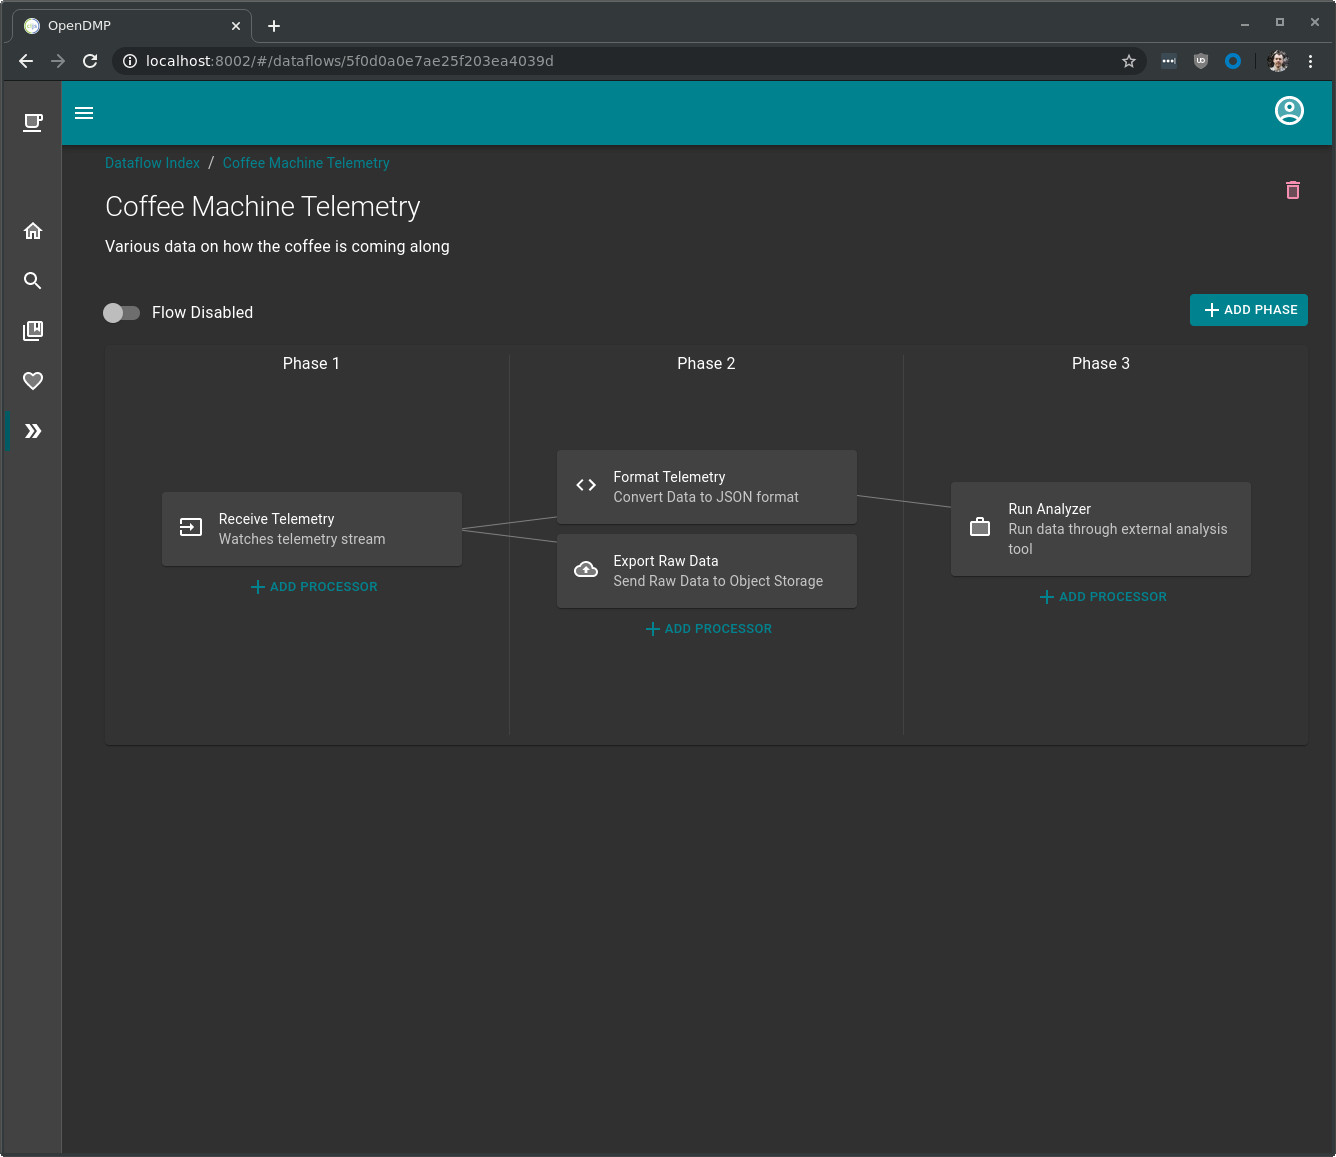 OpenDMP
localhost:8002/#/dataflows/5f0d0a0e7ae25f203ea4039d
Dataflow Index / Coffee Machine Telemetry
Coffee Machine Telemetry
Various data on how the coffee is coming along
Flow Disabled
ADD PHASE
Phase 1
Phase 2
Phase 3
Receive Telemetry
Watches telemetry stream
ADD PROCESSOR
Format Telemetry
Convert Data to JSON format
Export Raw Data
Send Raw Data to Object Storage
ADD PROCESSOR
Run Analyzer
Run data through external analysis
tool
ADD PROCESSOR